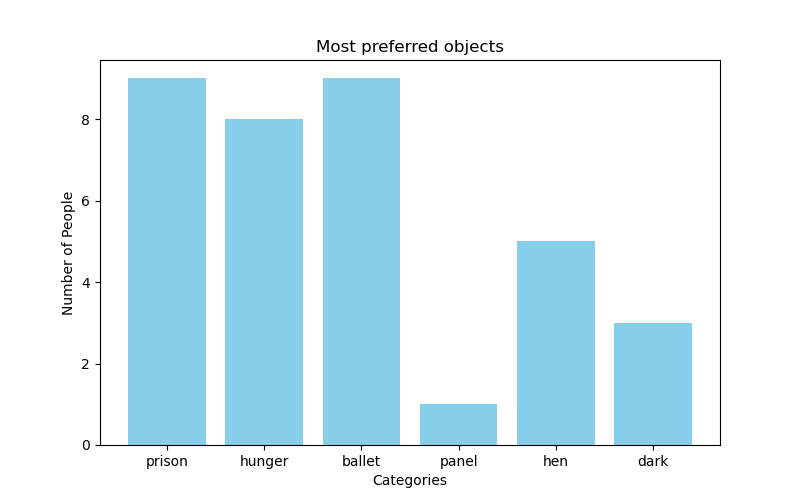 Most preferred objects
Number of People
8
6
4
2
0
prison hunger ballet panel hen dark
Categories